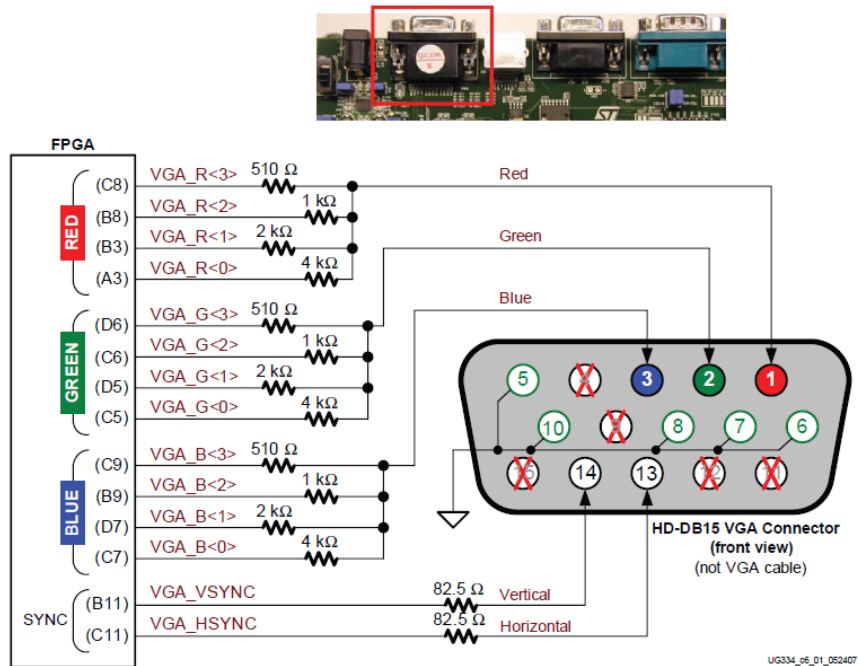 Q.C.OK
8
FPGA
RED
(C8) VGA_R<3> 510 Ω Red
(B8) VGA_R<2> 1 kΩ
(B3) VGA_R<1> 2 kΩ
(A3) VGA_R<0> 4 kΩ
GREEN
Green
(D6) VGA_G<3> 510 Ω
(C6) VGA_G<2> 1 kΩ
(D5) VGA_G<1> 2 kΩ
(C5) VGA_G<0> 4 kΩ
BLUE
Blue
(C9) VGA_B<3> 510 Ω
(B9) VGA_B<2> 1 kΩ
(D7) VGA_B<1> 2 kΩ
(C7) VGA_B<0> 4 kΩ
SYNC
(B11) VGA_VSYNC 82.5 Ω Vertical
(C11) VGA_HSYNC 82.5 Ω Horizontal
5 3 2 1
10 8 7 6
14 13
HD-DB15 VGA Connector
(front view)
(not VGA cable)
UG334_c6_01_052407